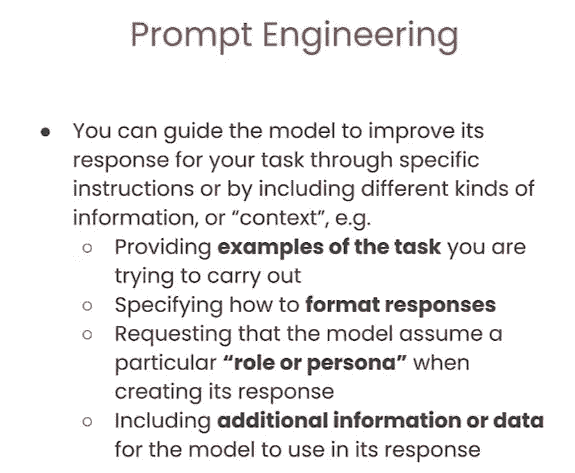 Prompt Engineering
● You can guide the model to improve its
response for your task through specific
instructions or by including different kinds of
information, or “context”, e.g.
○ Providing examples of the task you are
trying to carry out
○ Specifying how to format responses
○ Requesting that the model assume a
particular “role or persona” when
creating its response
○ Including additional information or data
for the model to use in its response